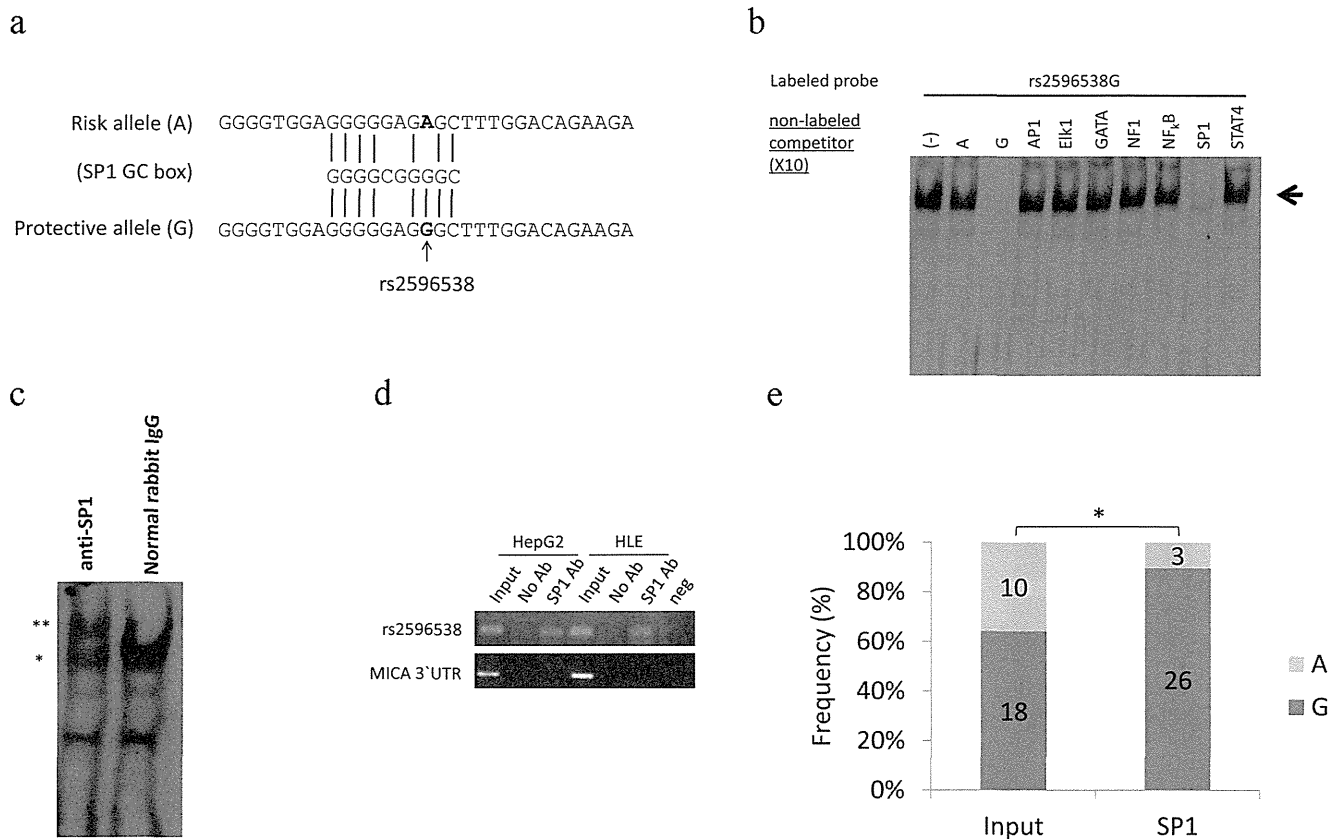 a
Risk allele (A) GGGGTGGAGGGGGAGAGCTTTGGACAGAAGA
(SP1 GC box) GGGGCGGGGC
Protective allele (G) GGGGTGGAGGGGGAGGGCTTTGGACAGAAGA
rs2596538
b
Labeled probe rs2596538G
non-labeled
competitor
(X10)
(-) A G AP1 Elk1 GATA NF1 NFκB SP1 STAT4
c
anti-SP1 Normal rabbit IgG
**
*
d
HepG2 HLE
Input No Ab SP1 Ab Input No Ab SP1 Ab neg
rs2596538
MICA 3`UTR
e
*
100%
80%
60%
40%
20%
0%
Frequency (%)
10
18
3
26
A
G
Input SP1